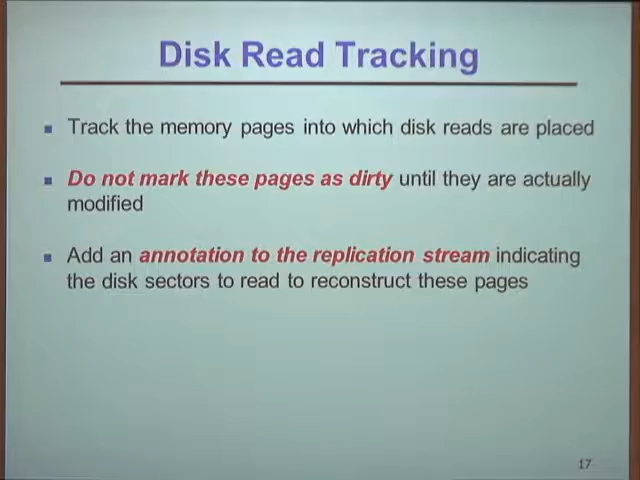 Disk Read Tracking
Track the memory pages into which disk reads are placed
Do not mark these pages as dirty until they are actually
modified
Add an annotation to the replication stream indicating
the disk sectors to read to reconstruct these pages
17